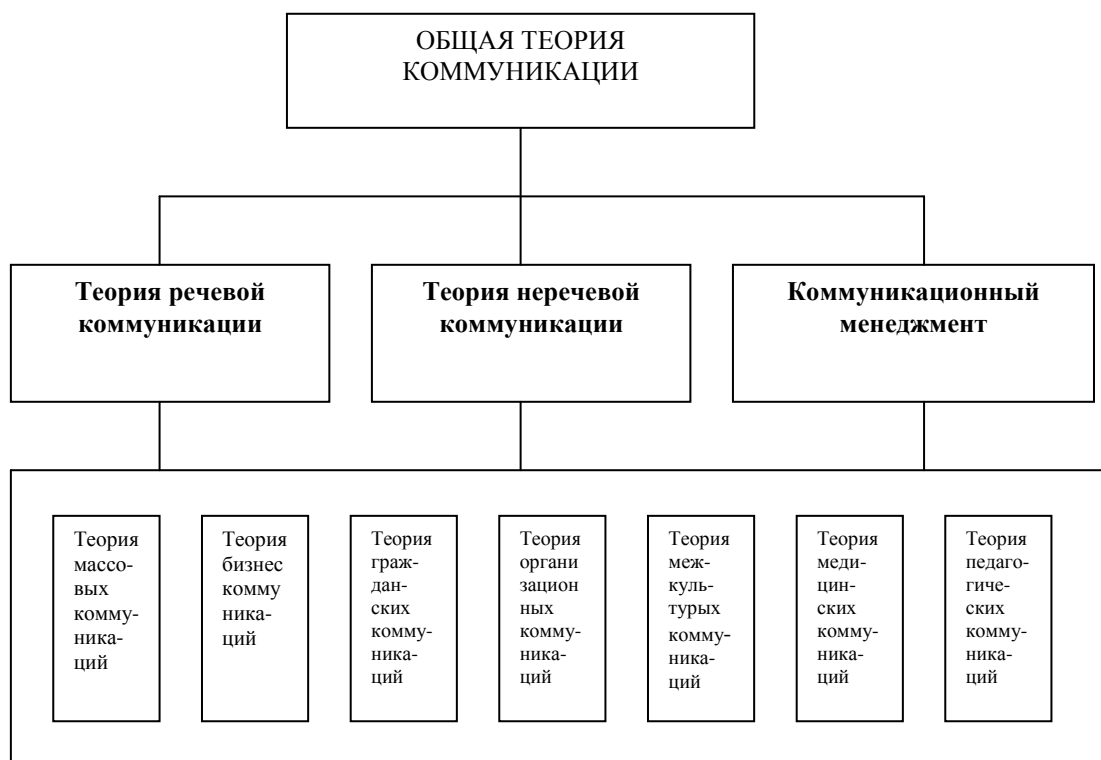 ОБЩАЯ ТЕОРИЯ
КОММУНИКАЦИИ
Теория речевой
коммуникации
Теория неречевой
коммуникации
Коммуникационный
менеджмент
Теория
массо-
вых
комму-
ника-
ций
Теория
бизнес
комму
ника-
ций
Теория
граж-
дан-
ских
комму-
никa-
ций
Теория
органи
зацион
ных
комму-
ника-
ций
Теория
меж-
куль-
турых
комму-
ника-
ций
Теория
меди-
цин-
ских
комму-
ника-
ций
Теория
педаго-
гиче-
ских
комму-
ника-
ций